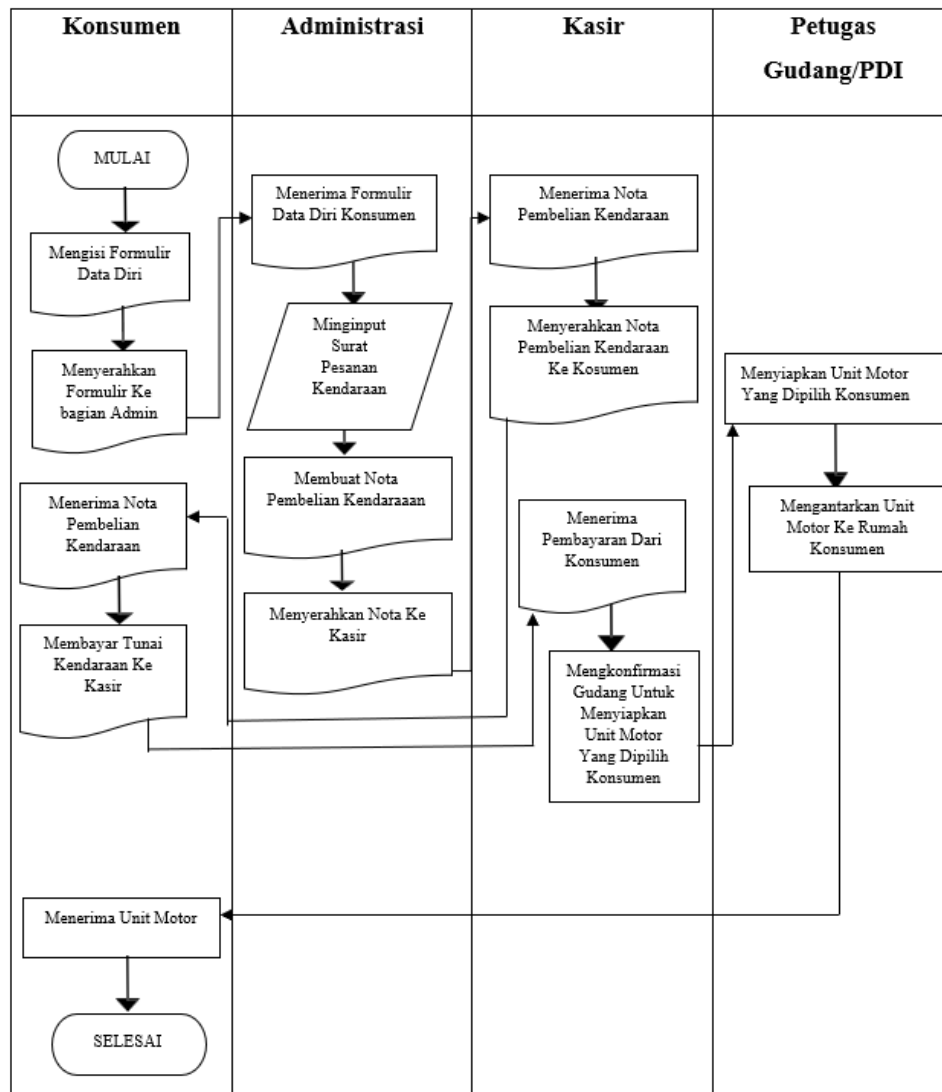 Konsumen
Administrasi
Kasir
Petugas
Gudang/PDI
MULAI
Mengisi Formulir
Data Diri
Menyerahkan
Formulir Ke
bagian Admin
Menerima Formulir
Data Diri Konsumen
Minginput
Surat
Pesanan
Kendaraan
Membuat Nota
Pembelian Kendaraaan
Menyerahkan Nota Ke
Kasir
Menerima Nota
Pembelian Kendaraan
Menyerahkan Nota
Pembelian Kendaraan
Ke Kosumen
Menerima Nota
Pembelian
Kendaraan
Membayar Tunai
Kendaraan Ke
Kasir
Menerima
Pembayaran Dari
Konsumen
Mengkonfirmasi
Gudang Untuk
Menyiapkan
Unit Motor
Yang Dipilih
Konsumen
Menyiapkan Unit Motor
Yang Dipilih Konsumen
Mengantarkan Unit
Motor Ke Rumah
Konsumen
Menerima Unit Motor
SELESAI